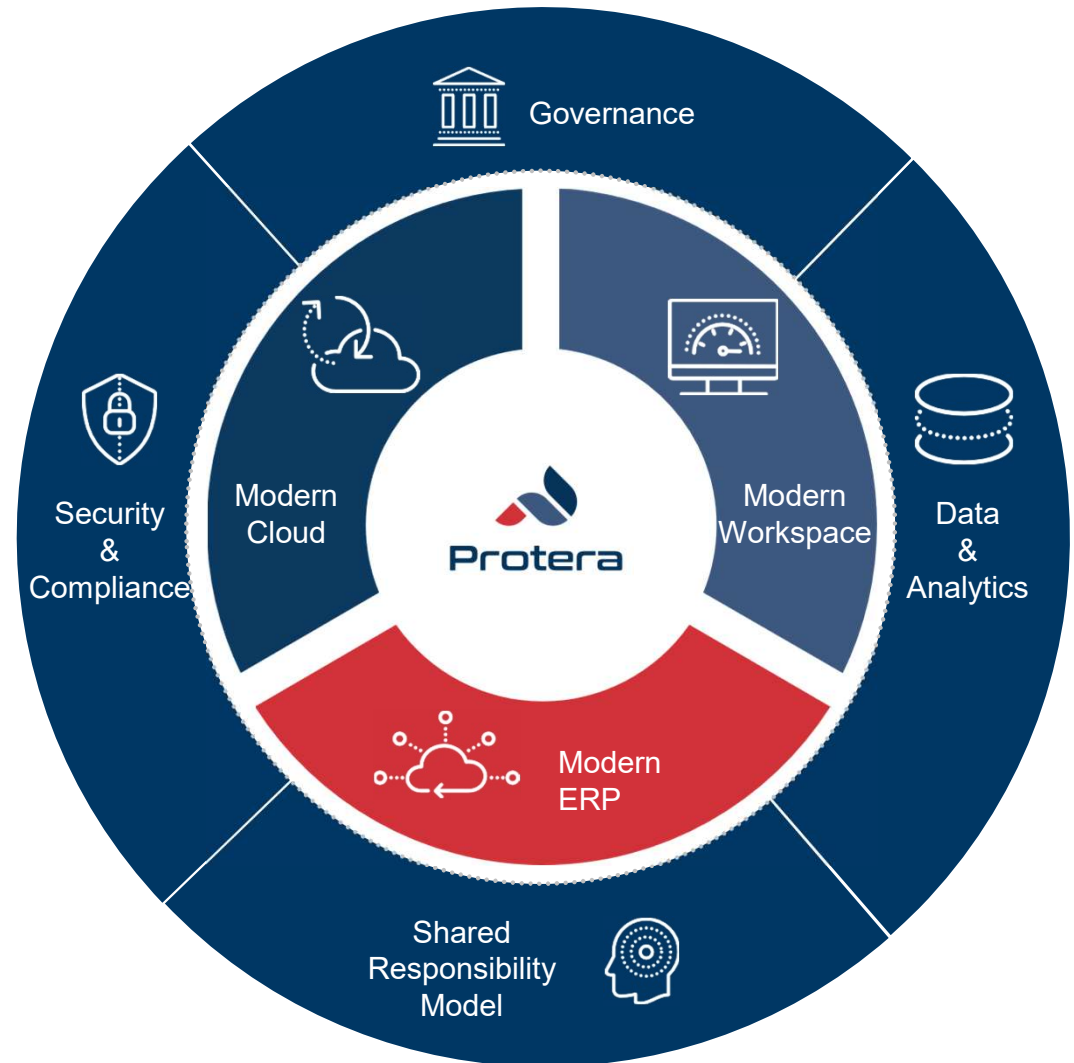 Governance
Security
&
Compliance
Modern
Cloud
Protera
Modern
Workspace
Data
&
Analytics
Modern
ERP
Shared
Responsibility
Model